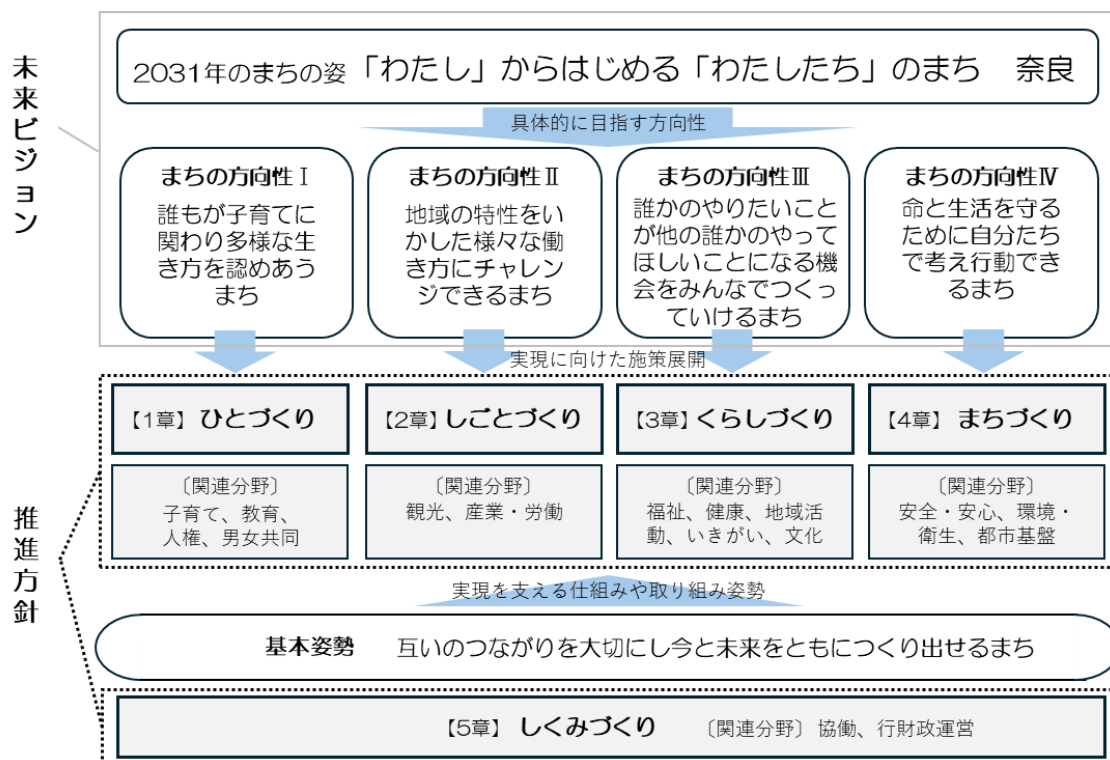 未来ビジョン
2031年のまちの姿「わたし」からはじめる「わたしたち」のまち　奈良
具体的に目指す方向性
まちの方向性Ⅰ
誰もが子育てに
関わり多様な生
き方を認めあう
まち
まちの方向性Ⅱ
地域の特性をい
かした様々な働
き方にチャレン
ジできるまち
まちの方向性Ⅲ
誰かのやりたいこと
が他の誰かのやって
ほしいことになる機
会をみんなでつくっ
ていけるまち
まちの方向性Ⅳ
命と生活を守る
ために自分たち
で考え行動でき
るまち
実現に向けた施策展開
推進方針
【1章】ひとづくり
〔関連分野〕
子育て、教育、
人権、男女共同
【2章】しごとづくり
〔関連分野〕
観光、産業・労働
【3章】くらしづくり
〔関連分野〕
福祉、健康、地域活
動、いきがい、文化
【4章】まちづくり
〔関連分野〕
安全・安心、環境・
衛生、都市基盤
実現を支える仕組みや取り組み姿勢
基本姿勢　互いのつながりを大切にし今と未来をともにつくり出せるまち
【5章】しくみづくり　〔関連分野〕協働、行財政運営